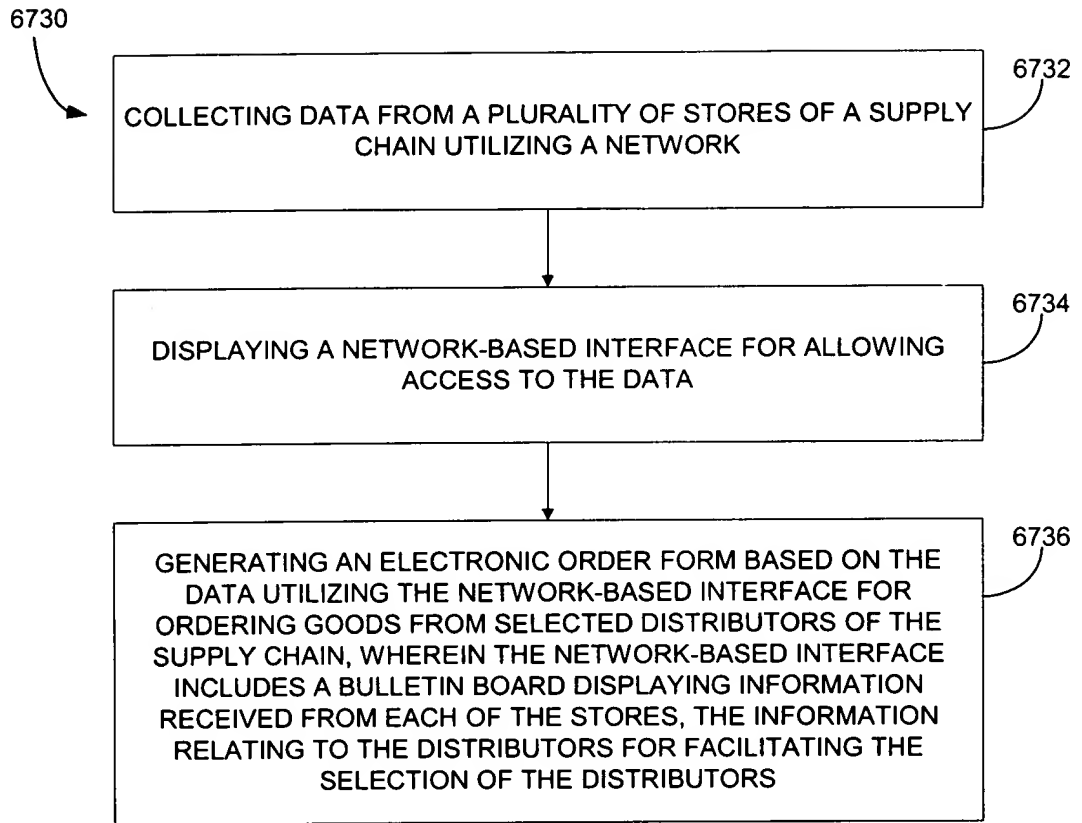 6730
6732
COLLECTING DATA FROM A PLURALITY OF STORES OF A SUPPLY
CHAIN UTILIZING A NETWORK
6734
DISPLAYING A NETWORK-BASED INTERFACE FOR ALLOWING
ACCESS TO THE DATA
6736
GENERATING AN ELECTRONIC ORDER FORM BASED ON THE
DATA UTILIZING THE NETWORK-BASED INTERFACE FOR
ORDERING GOODS FROM SELECTED DISTRIBUTORS OF THE
SUPPLY CHAIN, WHEREIN THE NETWORK-BASED INTERFACE
INCLUDES A BULLETIN BOARD DISPLAYING INFORMATION
RECEIVED FROM EACH OF THE STORES, THE INFORMATION
RELATING TO THE DISTRIBUTORS FOR FACILITATING THE
SELECTION OF THE DISTRIBUTORS